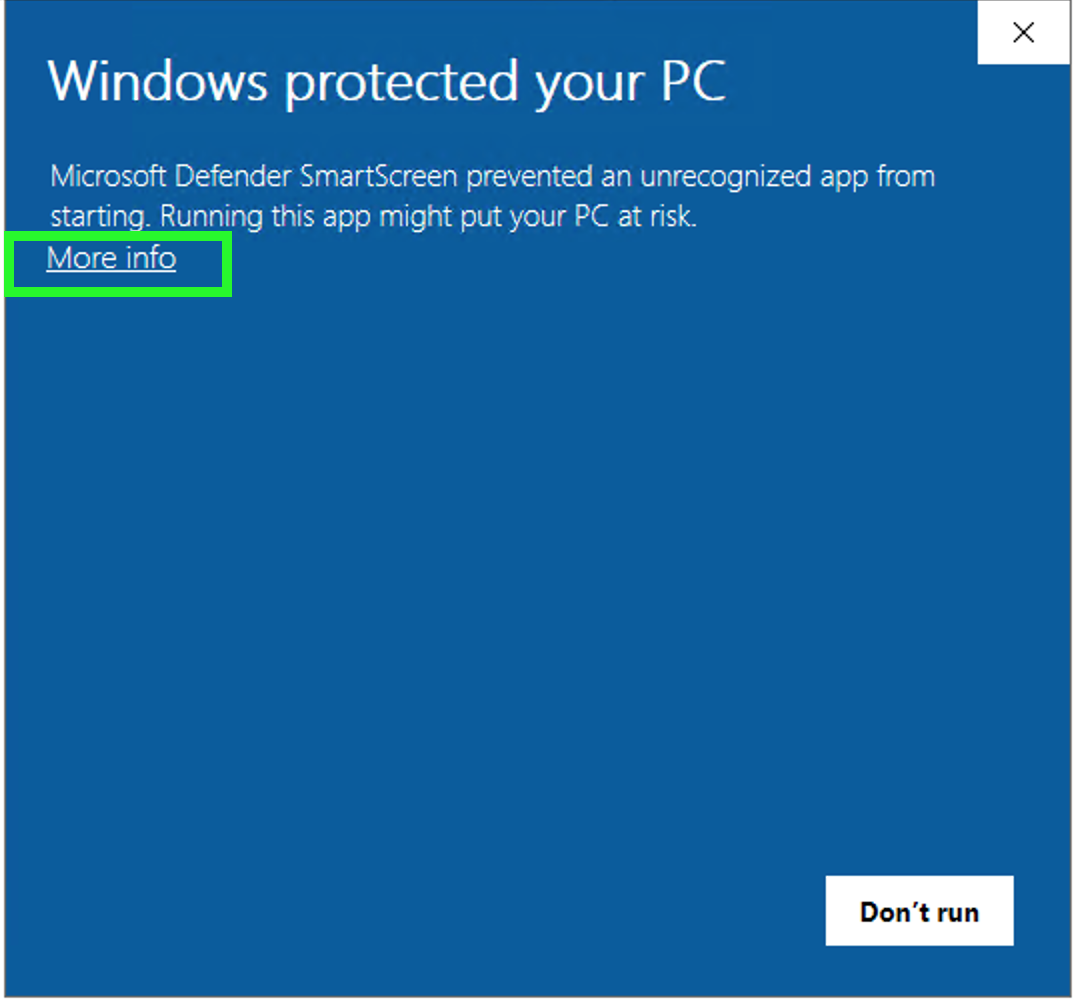 Windows protected your PC
Microsoft Defender SmartScreen prevented an unrecognized app from
starting. Running this app might put your PC at risk.
More info
Don’t run